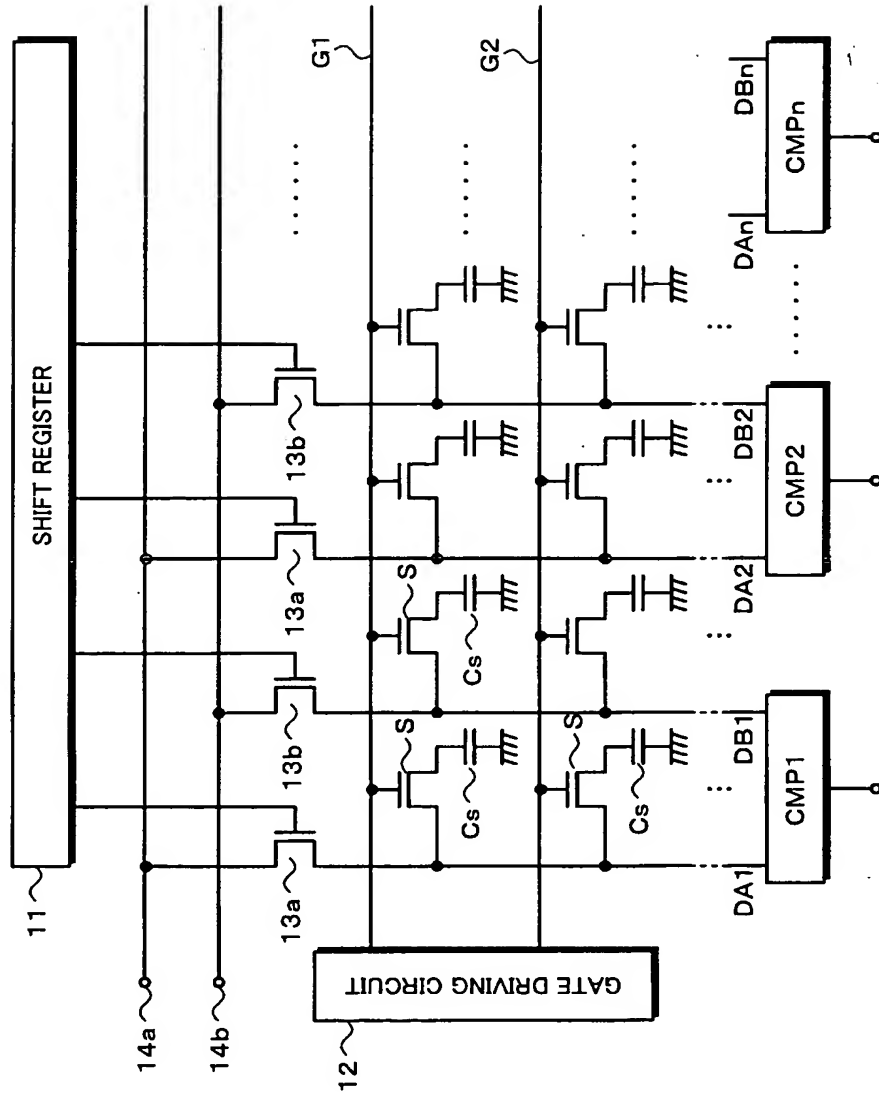 SHIFT REGISTER
11
14a
14b
13a
13b
13a
13b
......
G1
S
S
Cs
Cs
......
G2
S
Cs
......
GATE DRIVING CIRCUIT
12
...
...
...
...
DA1
DB1
DA2
DB2
......
DAn
DBn
CMP1
CMP2
CMPn